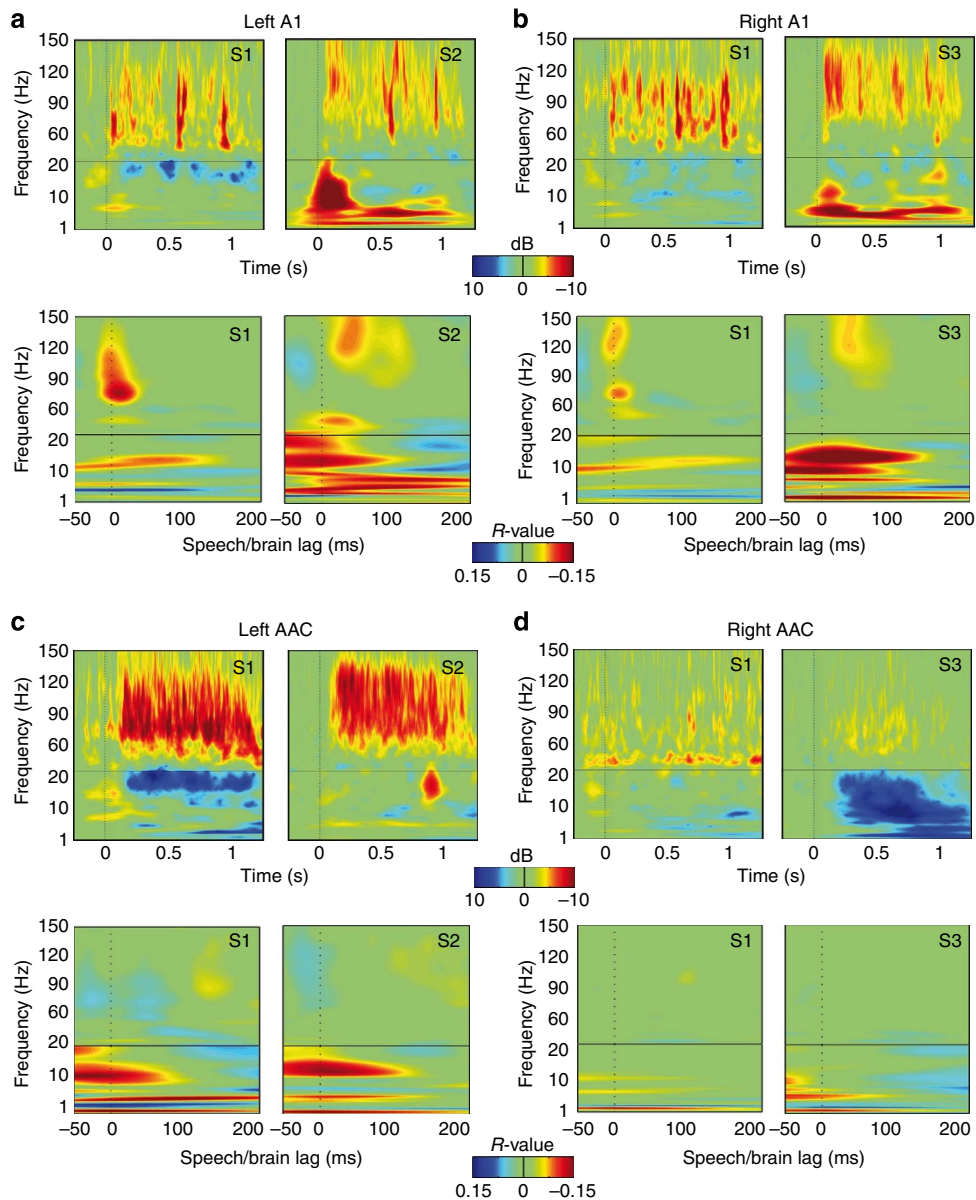 a
Left A1
b
Right A1
Frequency (Hz)
150
120
90
60
20
10
1
S1
S2
0
0.5
1
0
0.5
1
Time (s)
Frequency (Hz)
150
120
90
60
20
10
1
S1
S3
0
0.5
1
0
0.5
1
Time (s)
dB
10 0 −10
Frequency (Hz)
150
120
90
60
20
10
1
S1
S2
−50 0 100 200
−50 0 100 200
Speech/brain lag (ms)
Frequency (Hz)
150
120
90
60
20
10
1
S1
S3
−50 0 100 200
−50 0 100 200
Speech/brain lag (ms)
R-value
0.15 0 −0.15
c
Left AAC
d
Right AAC
Frequency (Hz)
150
120
90
60
20
10
1
S1
S2
0 0.5 1
0 0.5 1
Time (s)
Frequency (Hz)
150
120
90
60
20
10
1
S1
S3
0 0.5 1
0 0.5 1
Time (s)
dB
10 0 −10
Frequency (Hz)
150
120
90
60
20
10
1
S1
S2
−50 0 100 200
−50 0 100 200
Speech/brain lag (ms)
Frequency (Hz)
150
120
90
60
20
10
1
S1
S3
−50 0 100 200
−50 0 100 200
Speech/brain lag (ms)
R-value
0.15 0 −0.15